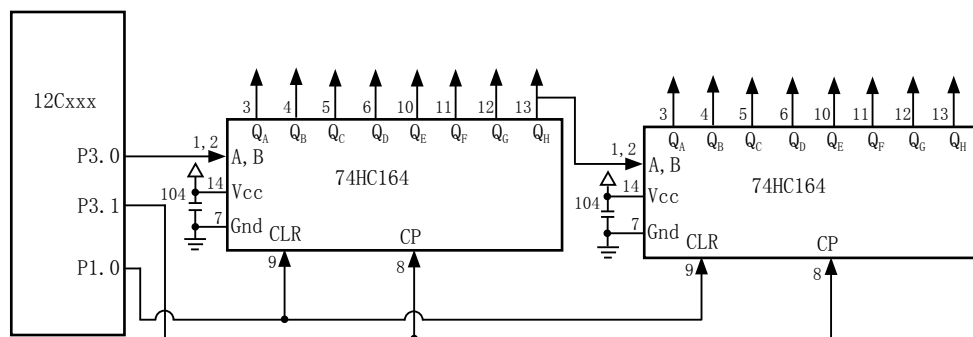 12Cxxx
P3.0
P3.1
P1.0
3 4 5 6 10 11 12 13
QA QB QC QD QE QF QG QH
1,2
A,B
74HC164
14
Vcc
104
7
Gnd
CLR
CP
9
8
3 4 5 6 10 11 12 13
QA QB QC QD QE QF QG QH
1,2
A,B
74HC164
14
Vcc
104
7
Gnd
CLR
CP
9
8